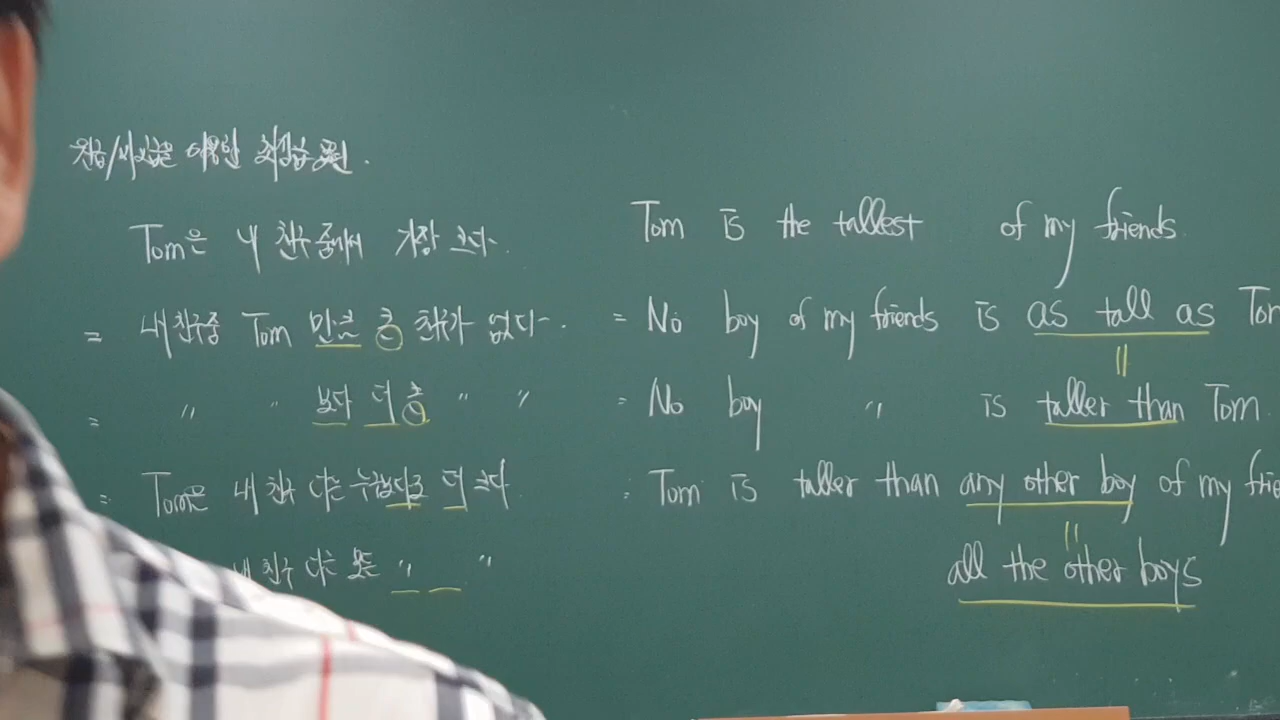 원급/비교급을 이용한 최상급 표현.
Tom은 내 친구 중에서 가장 크다.
= 내 친구중 Tom 만큼 큰 친구가 없다.
= " " 보다 더 큰 " "
= Tom은 내 친구 다른 누구보다도 더 크다
내 친구 다른 모든 " "
Tom is the tallest of my friends
= No boy of my friends is as tall as Tom
= No boy " is taller than Tom.
= Tom is taller than any other boy of my frie
all the other boys